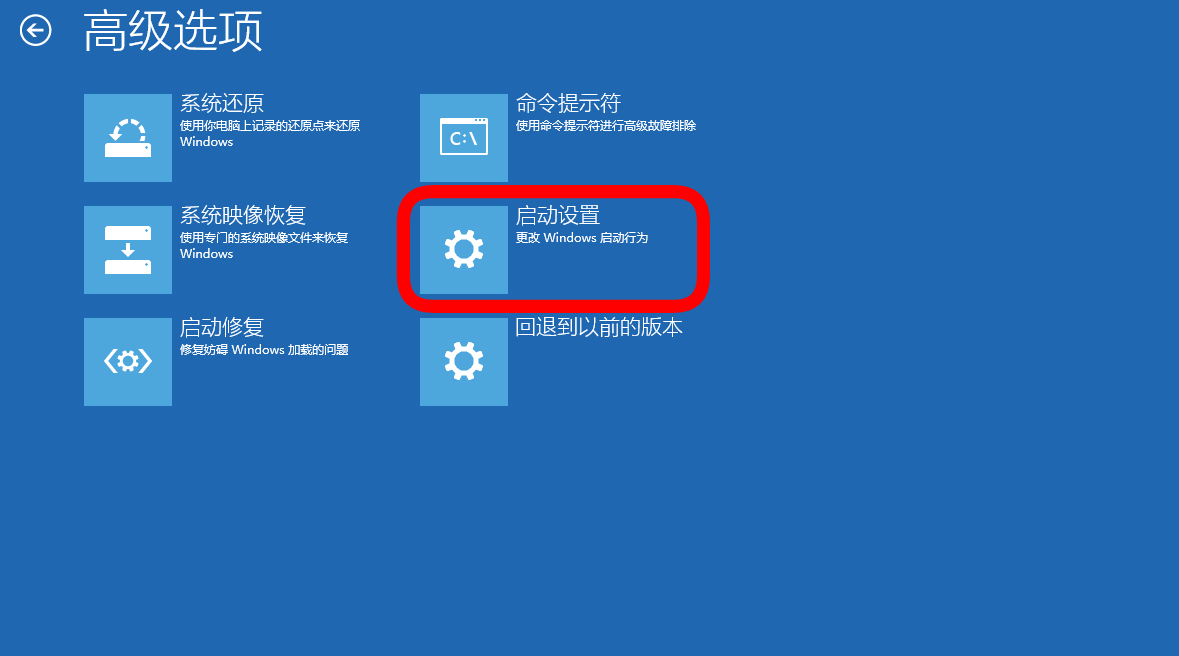 高级选项
系统还原
使用你电脑上记录的还原点来还原
Windows
命令提示符
C:\
使用命令提示符进行高级故障排除
系统映像恢复
使用专门的系统映像文件来恢复
Windows
启动设置
更改 Windows 启动行为
启动修复
修复妨碍 Windows 加载的问题
回退到以前的版本